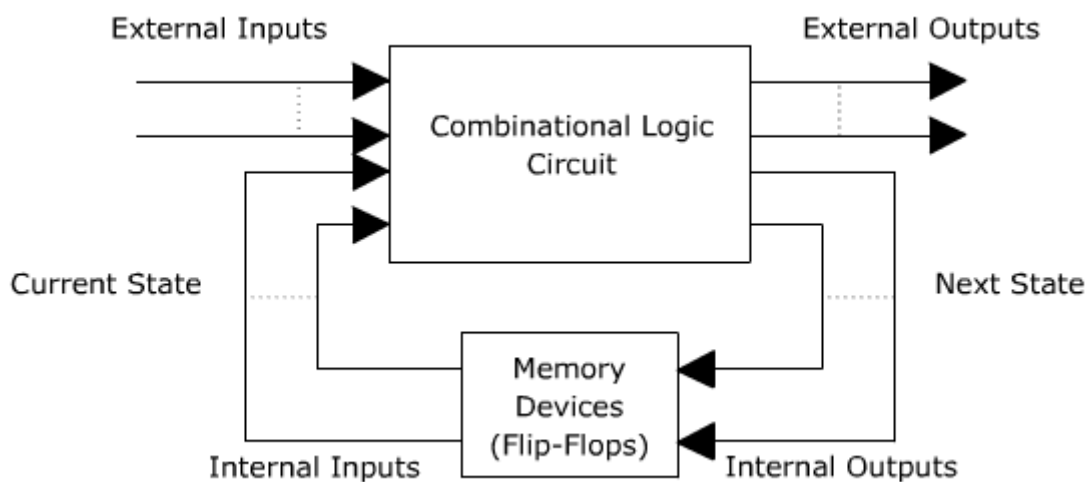 External Inputs
External Outputs
Combinational Logic
Circuit
Current State
Next State
Memory
Devices
(Flip-Flops)
Internal Inputs
Internal Outputs